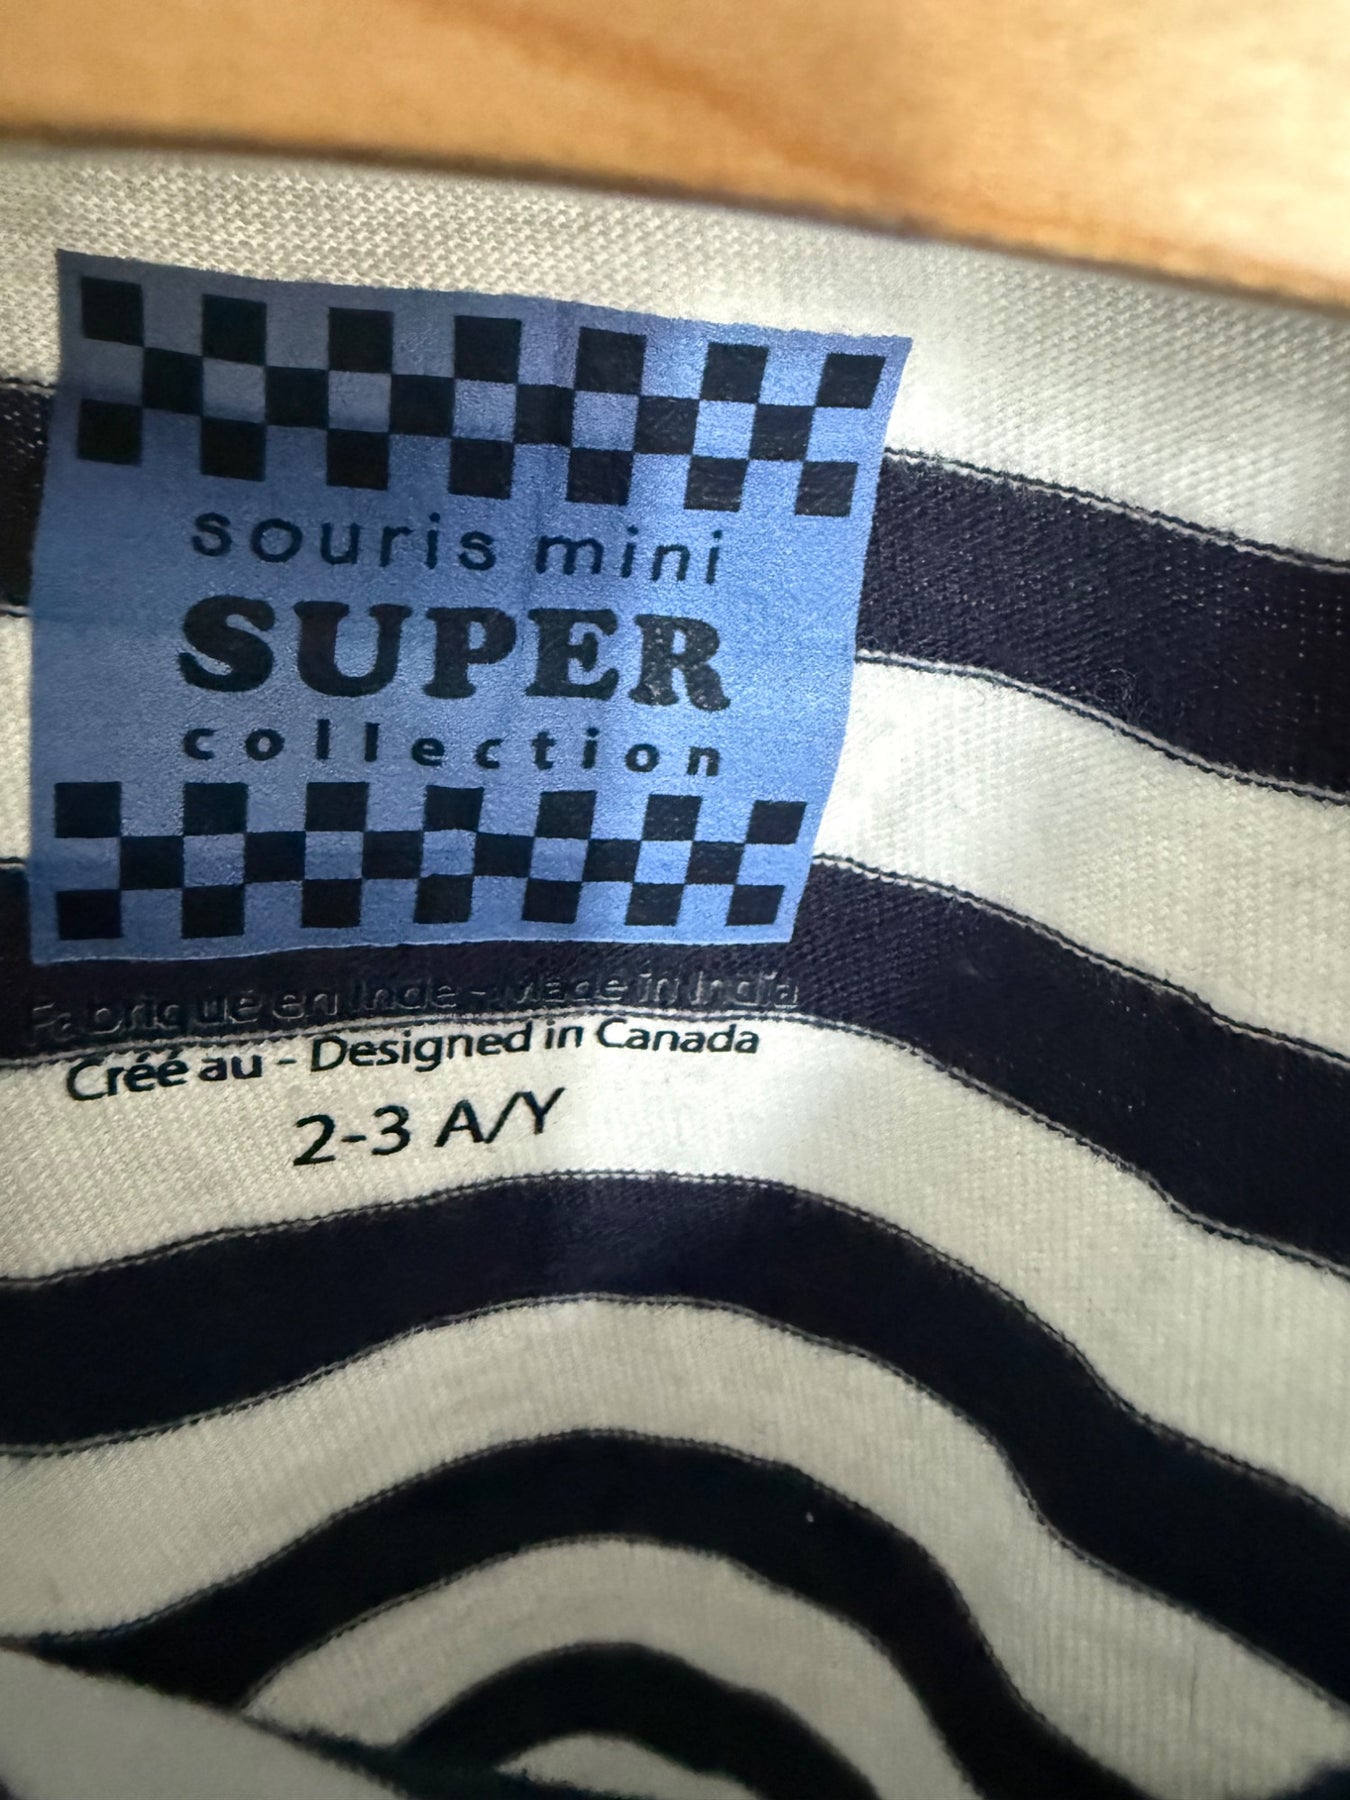 souris mini
SUPER
collection
Fabriqué en Inde - Made in India
Créé au - Designed in Canada
2-3 A/Y